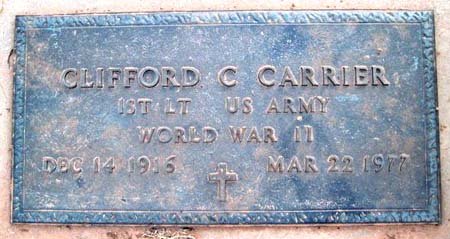 CLIFFORD C CARRIER
1ST LT US ARMY
WORLD WAR II
DEC 14 1916 MAR 22 1977